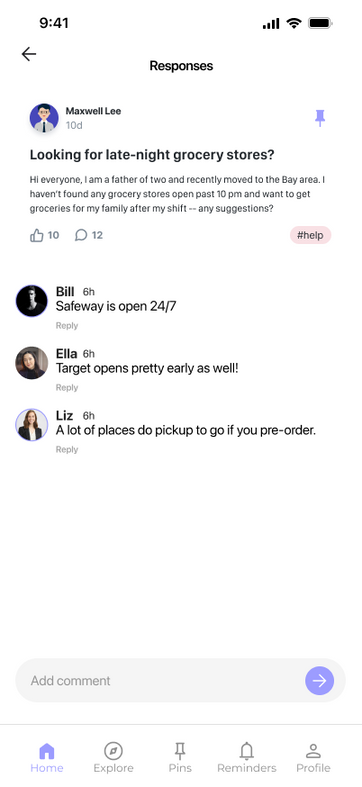 9:41
Responses
Maxwell Lee
10d
Looking for late-night grocery stores?
Hi everyone, I am a father of two and recently moved to the Bay area. I
haven't found any grocery stores open past 10 pm and want to get
groceries for my family after my shift -- any suggestions?
10 12 #help
Bill 6h
Safeway is open 24/7
Reply
Ella 6h
Target opens pretty early as well!
Reply
Liz 6h
A lot of places do pickup to go if you pre-order.
Reply
Add comment
Home Explore Pins Reminders Profile